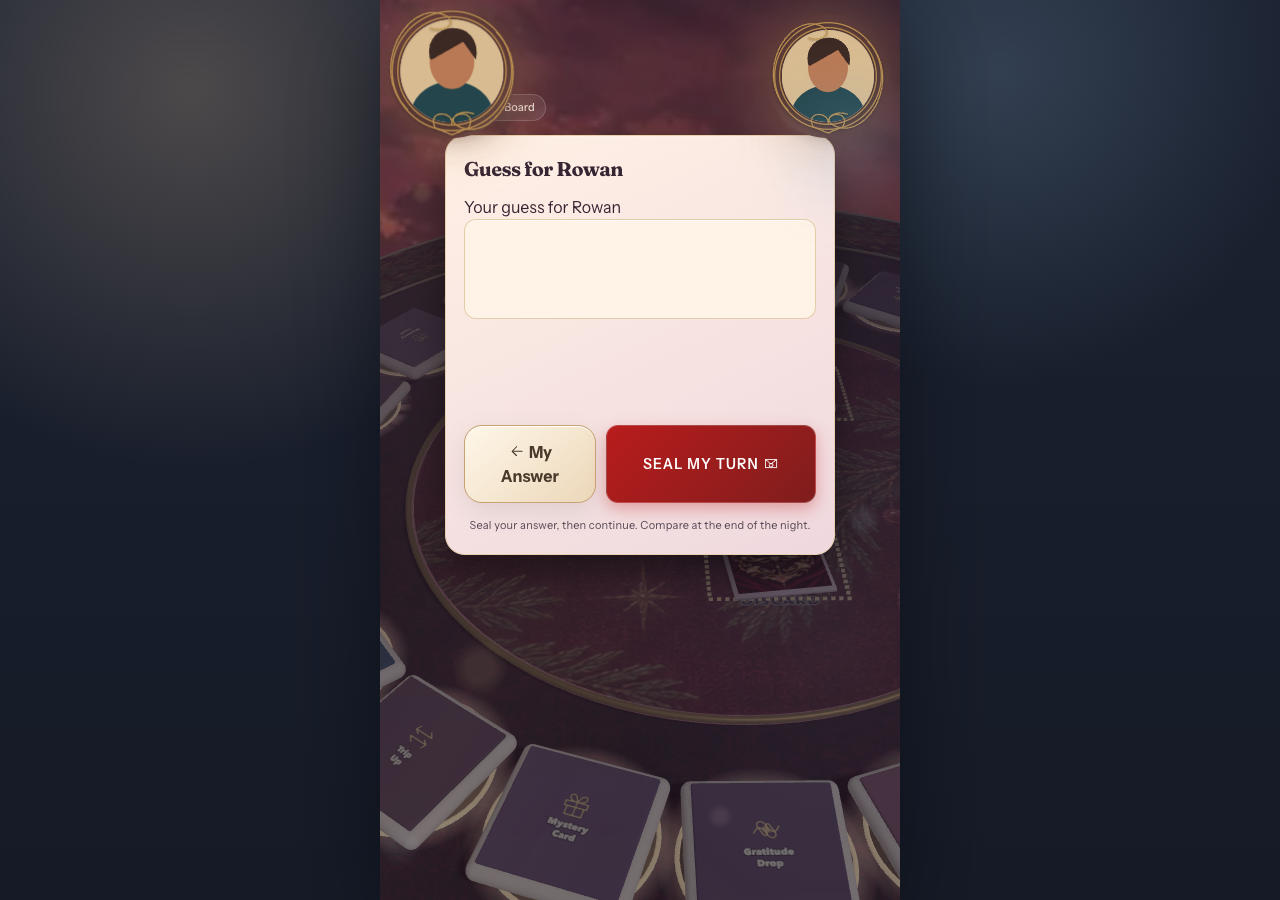 Board
Guess for Rowan
Your guess for Rowan
← My
Answer
SEAL MY TURN
Seal your answer, then continue. Compare at the end of the night.
Trip
Up
Mystery
Card
Gratitude
Drop